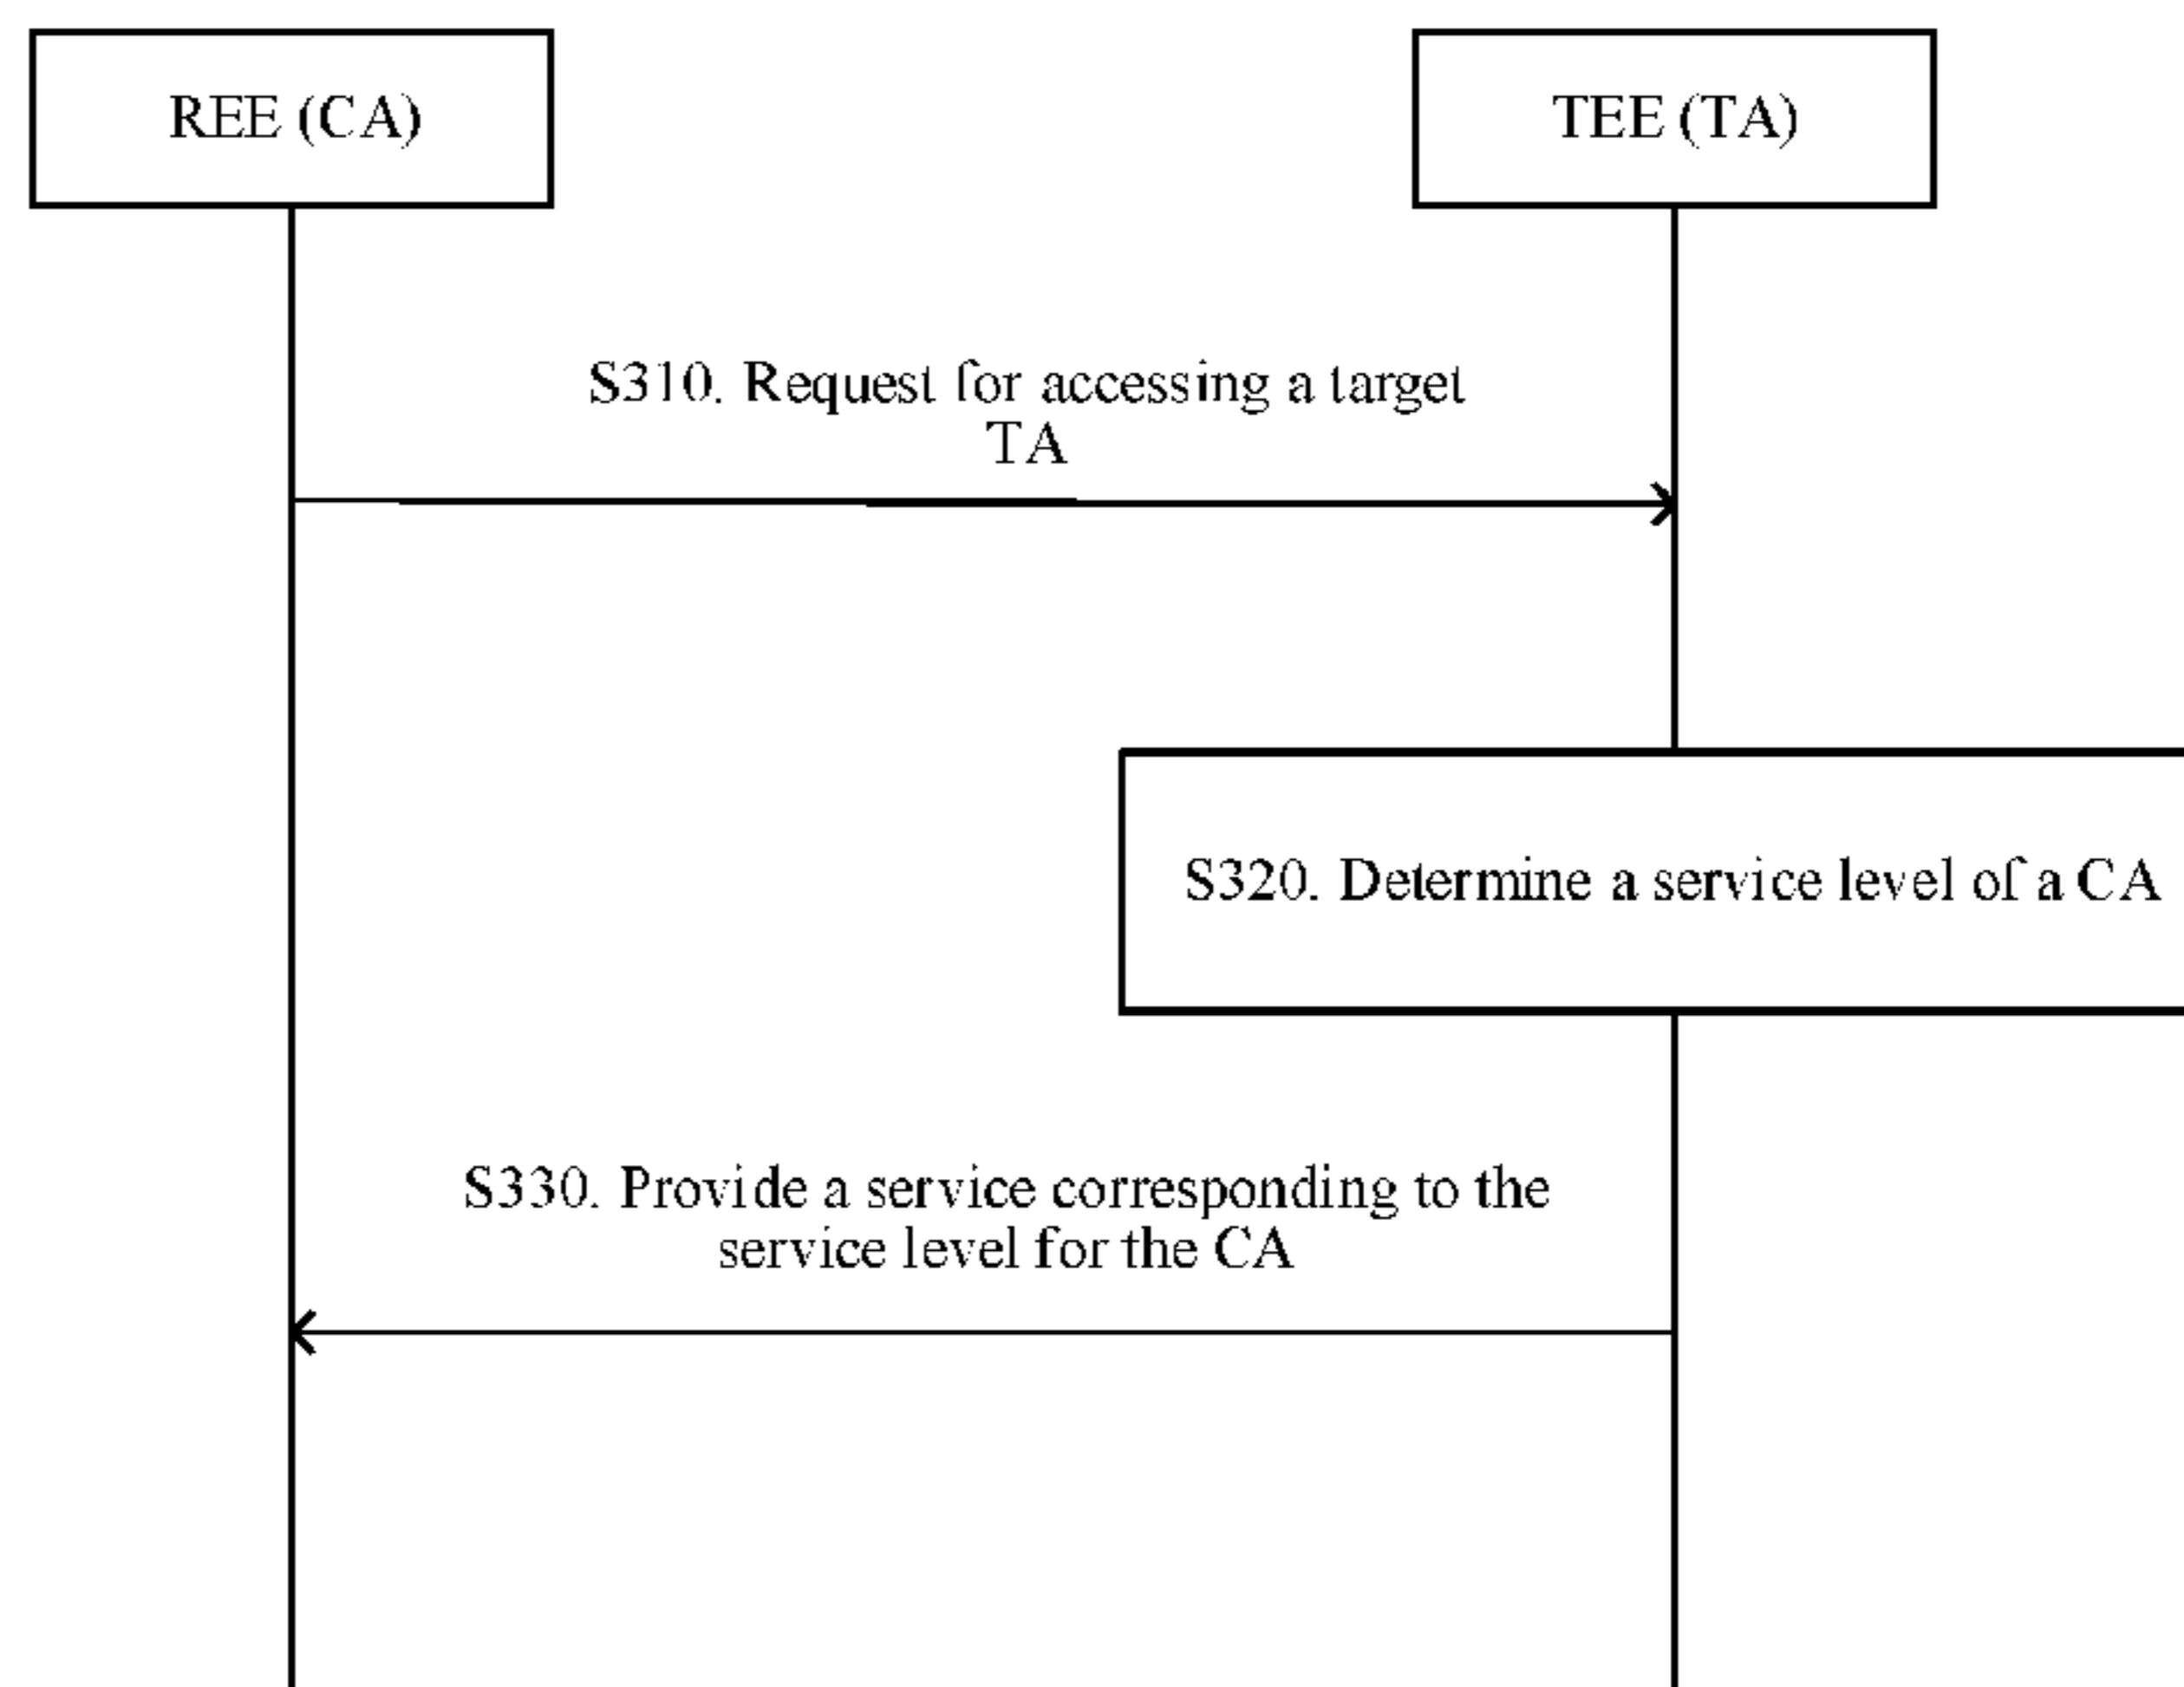 REE (CA)
TEE (TA)
S310. Request for accessing a target
TA
S320. Determine a service level of a CA
S330. Provide a service corresponding to the
service level for the CA